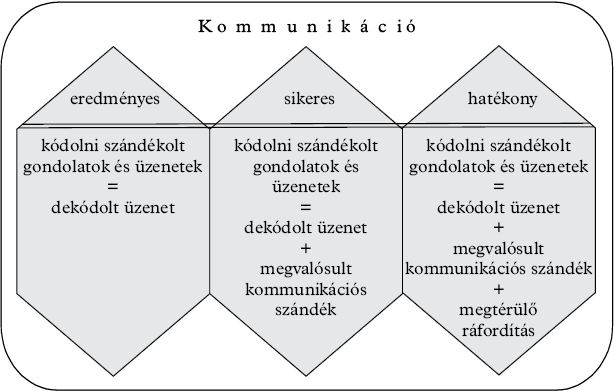 Kommunikáció
eredményes
kódolni szándékolt
gondolatok és üzenetek
=
dekódolt üzenet
sikeres
kódolni szándékolt
gondolatok és
üzenetek
=
dekódolt üzenet
+
megvalósult
kommunikációs
szándék
hatékony
kódolni szándékolt
gondolatok és üzenetek
=
dekódolt üzenet
+
megvalósult
kommunikációs szándék
+
megtérülő
ráfordítás